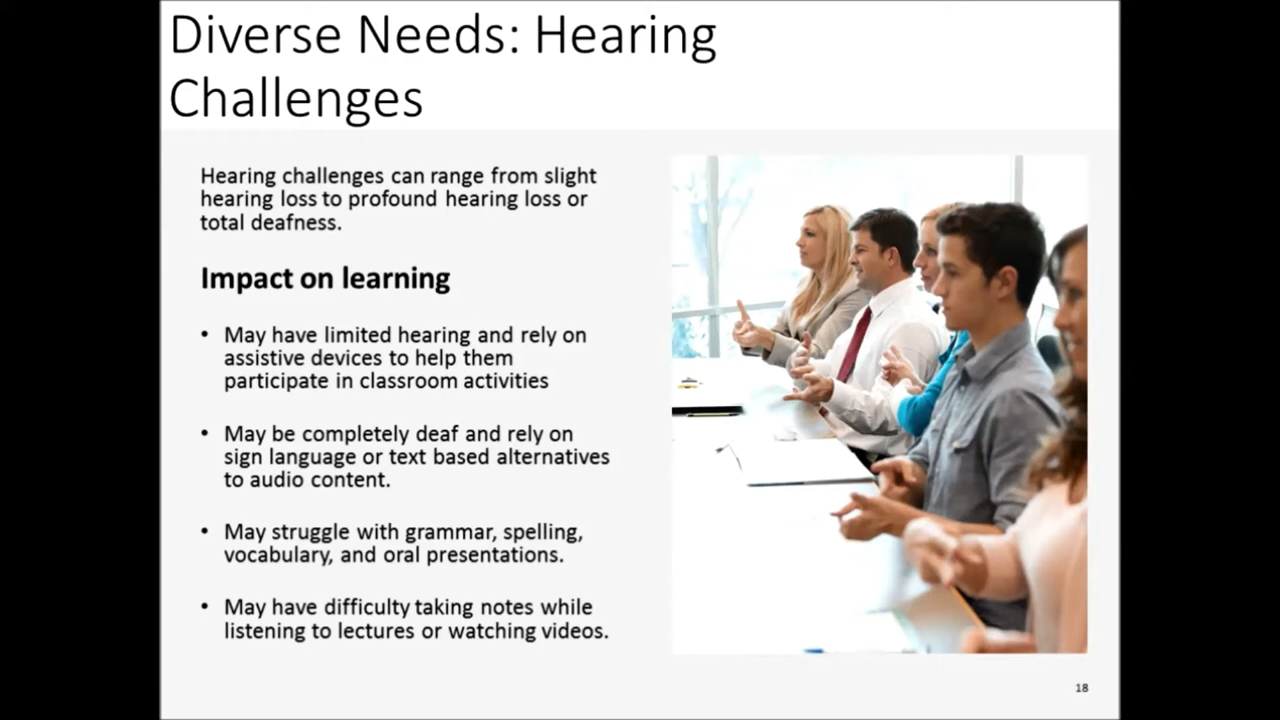 Diverse Needs: Hearing
Challenges
Hearing challenges can range from slight
hearing loss to profound hearing loss or
total deafness.
Impact on learning
• May have limited hearing and rely on
assistive devices to help them
participate in classroom activities
• May be completely deaf and rely on
sign language or text based alternatives
to audio content.
• May struggle with grammar, spelling,
vocabulary, and oral presentations.
• May have difficulty taking notes while
listening to lectures or watching videos.
18